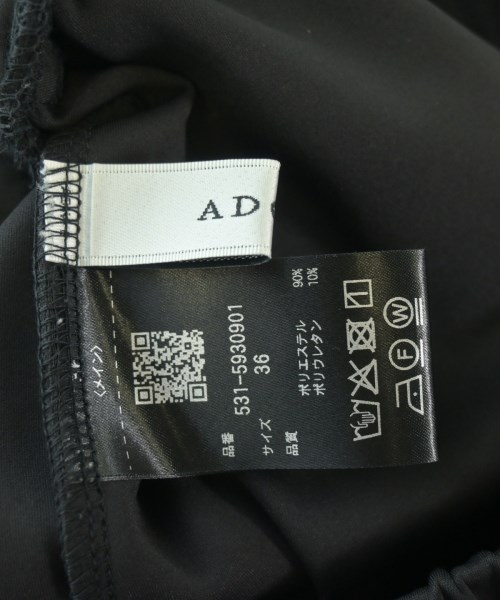 AD
〈メイン〉
品番 531-5930901
サイズ 36
品質 ポリエステル 90%
ポリウレタン 10%
F W